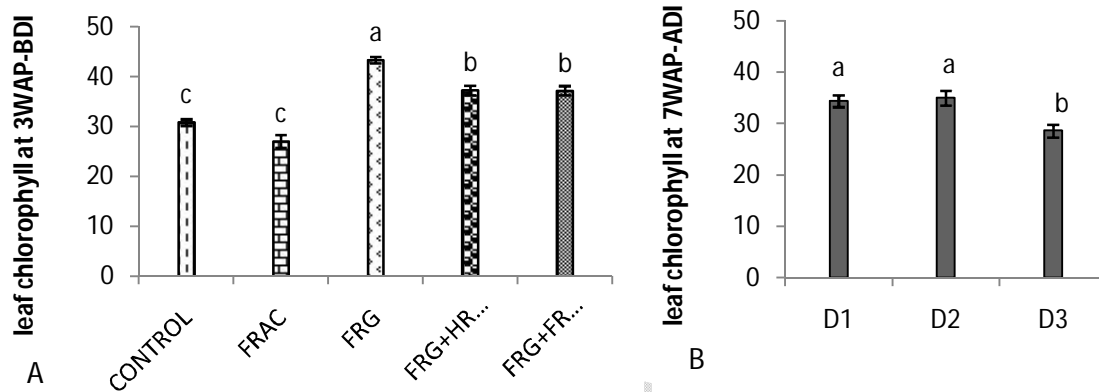 leaf chlorophyll at 3WAP-BDI
50
40
30
20
10
0
c
c
a
b
b
CONTROL
FRAC
FRG
FRG+HR...
FRG+FR...
A
leaf chlorophyll at 7WAP-ADI
50
40
30
20
10
0
a
a
b
D1
D2
D3
B